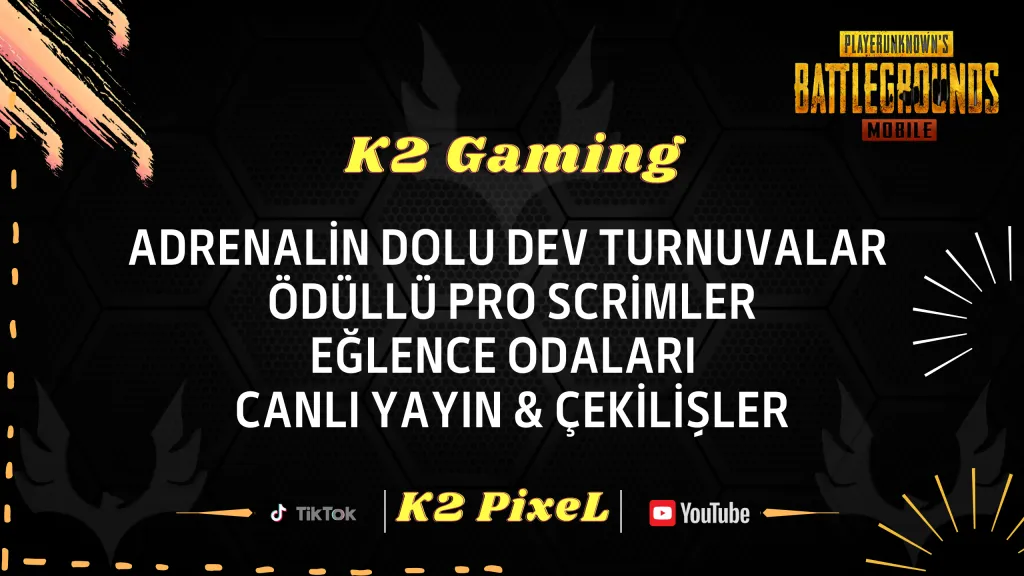 PLAYERUNKNOWN'S
BATTLEGROUNDS
MOBILE
K2 Gaming
ADRENALİN DOLU DEV TURNUVALAR
ÖDÜLLÜ PRO SCRİMLER
EĞLENCE ODALARI
CANLI YAYIN & ÇEKİLİŞLER
TikTok
K2 PixeL
YouTube